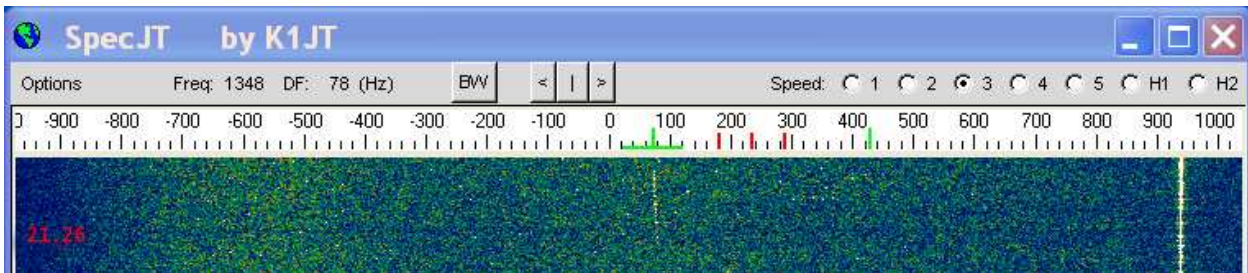 SpecJT by K1JT
Options Freq: 1348 DF: 78 (Hz) BW < | > Speed: 1 2 3 4 5 H1 H2
-900 -800 -700 -600 -500 -400 -300 -200 -100 0 100 200 300 400 500 600 700 800 900 1000
21.26